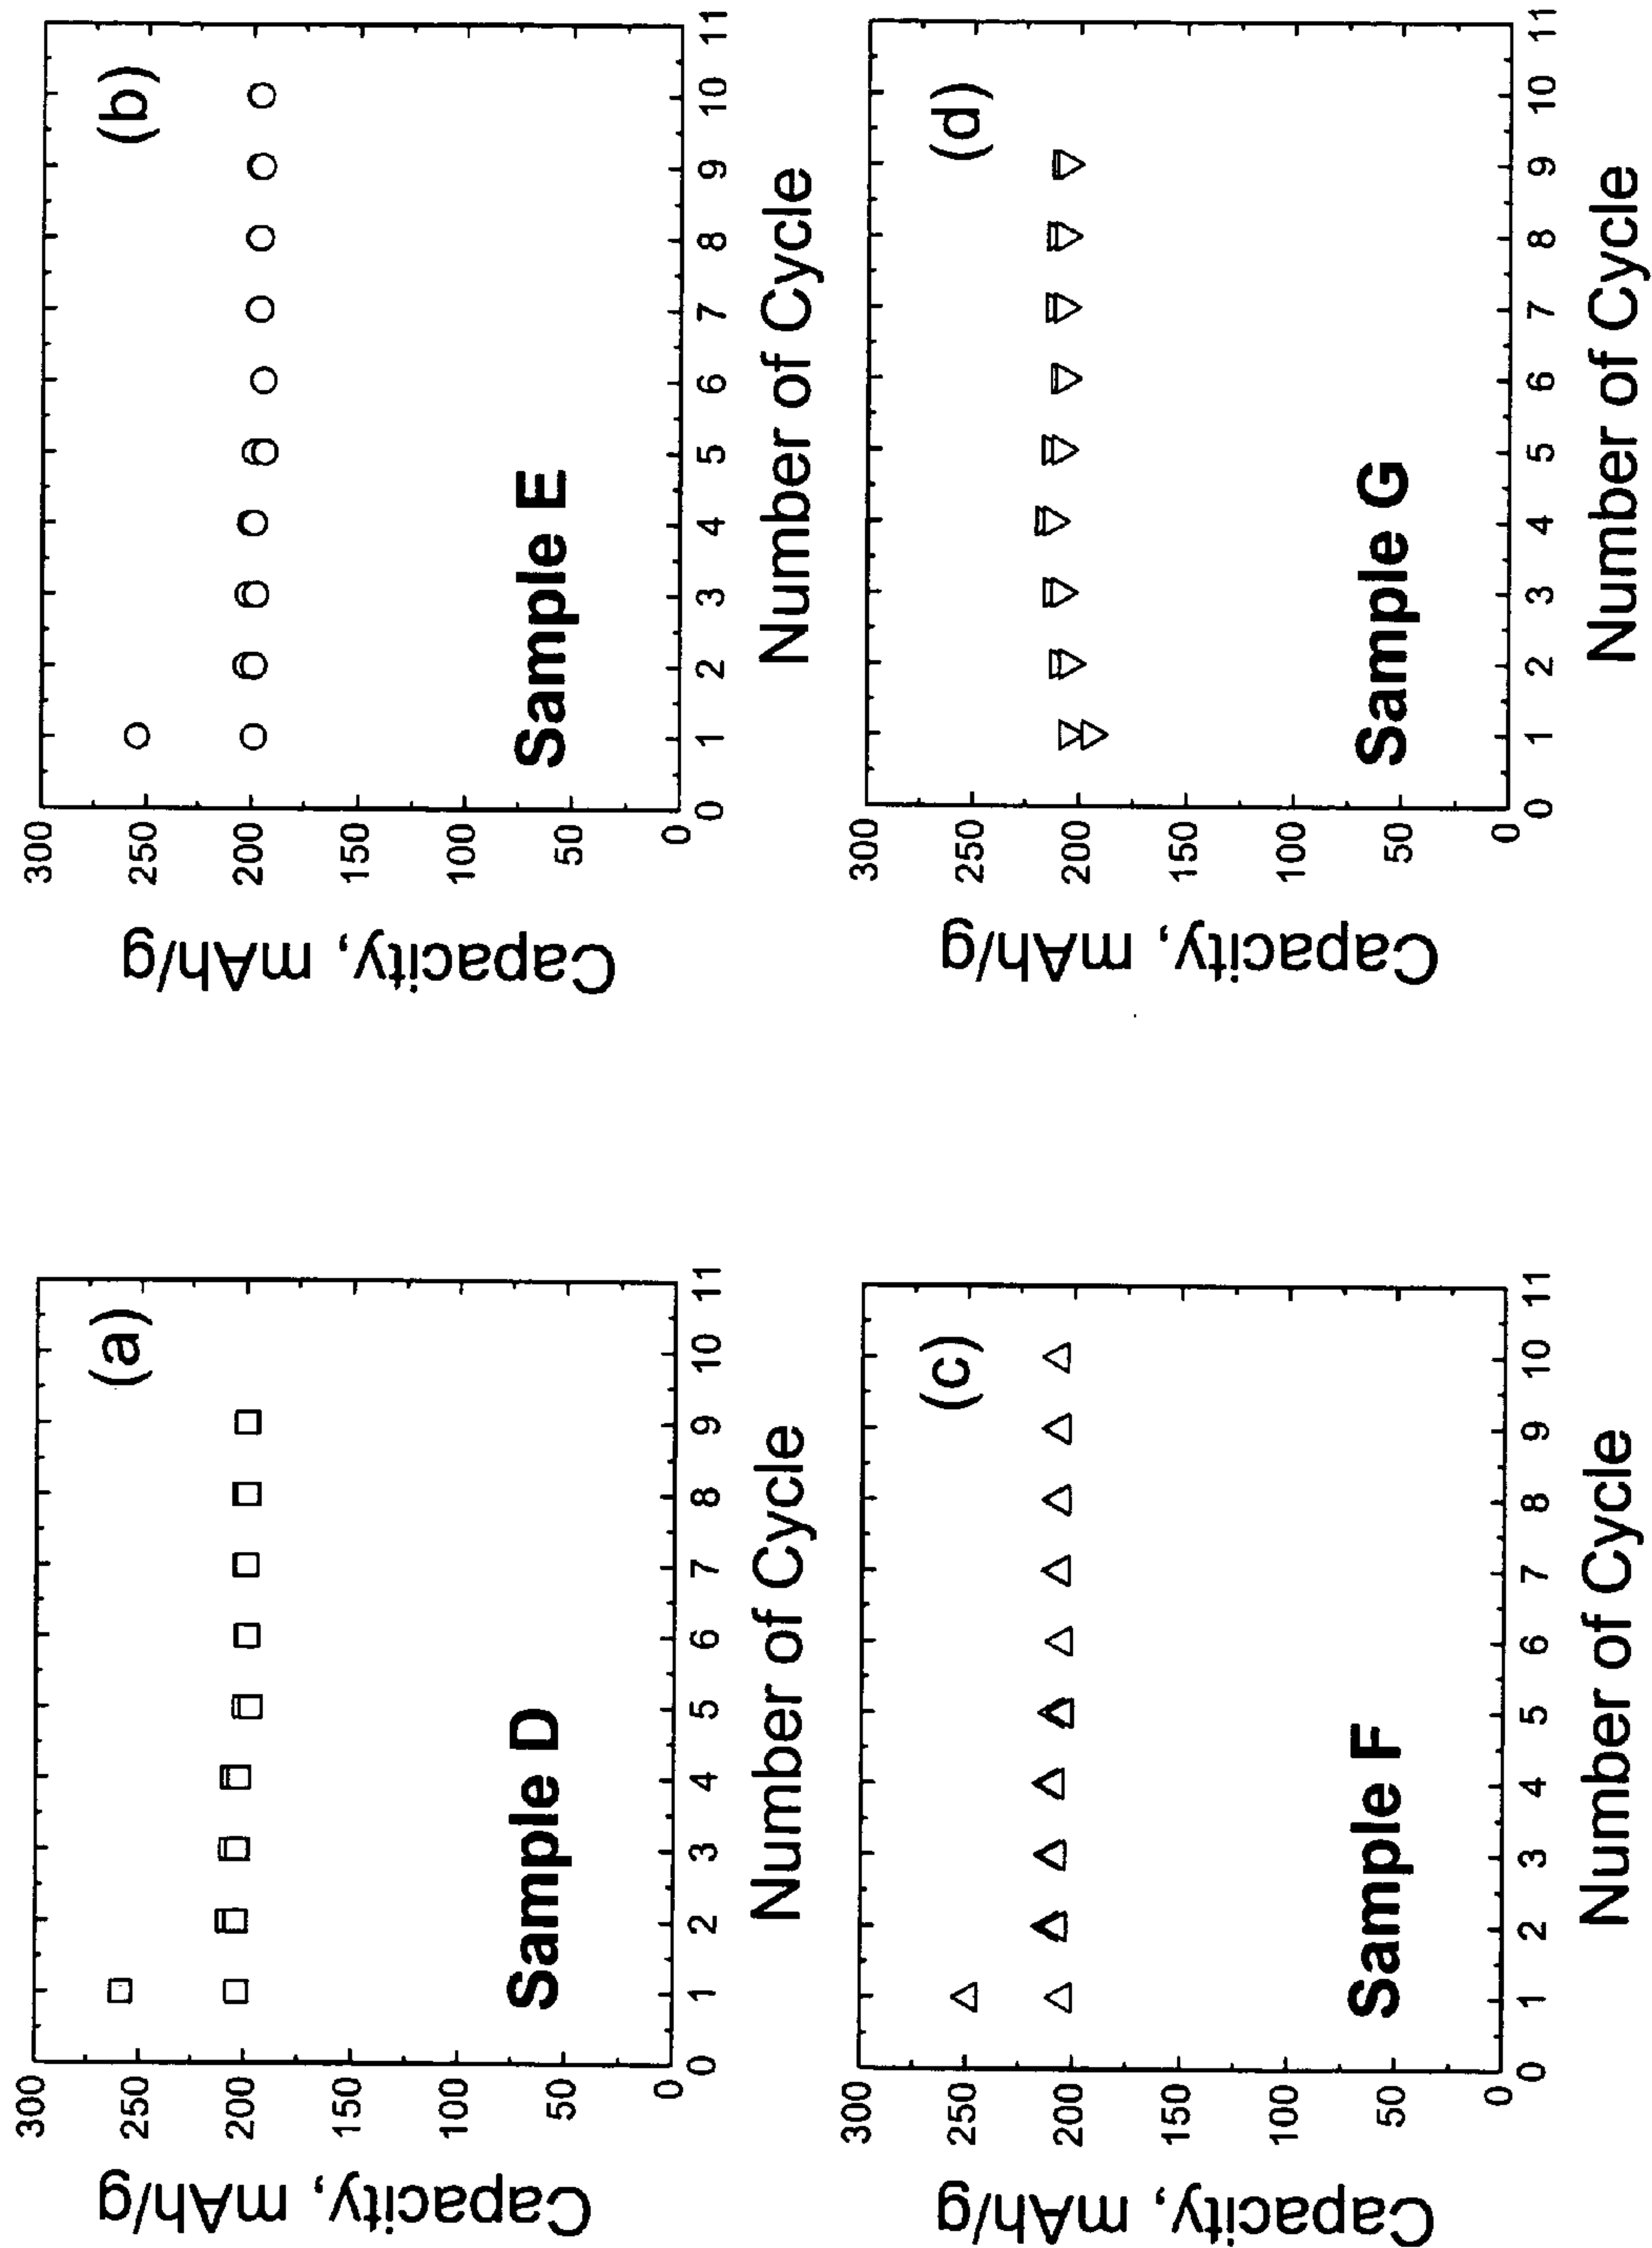 Capacity, mAh/g
300
250
200
150
100
50
0
(a)
Sample D
0 1 2 3 4 5 6 7 8 9 10 11
Number of Cycle
Capacity, mAh/g
300
250
200
150
100
50
0
(b)
Sample E
0 1 2 3 4 5 6 7 8 9 10 11
Number of Cycle
Capacity, mAh/g
300
250
200
150
100
50
0
(c)
Sample F
0 1 2 3 4 5 6 7 8 9 10 11
Number of Cycle
Capacity, mAh/g
300
250
200
150
100
50
0
(d)
Sample G
0 1 2 3 4 5 6 7 8 9 10 11
Number of Cycle